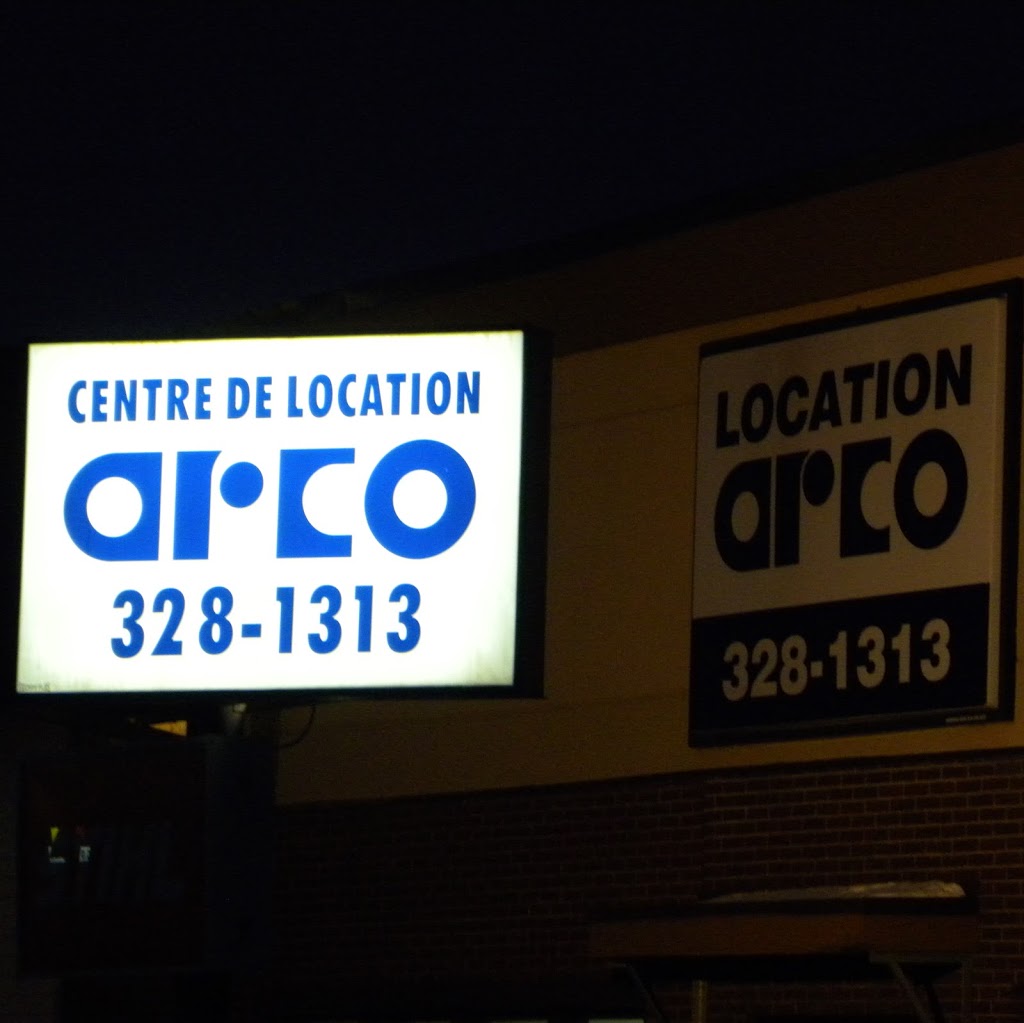 CENTRE DE LOCATION
arco
328-1313
LOCATION
arco
328-1313